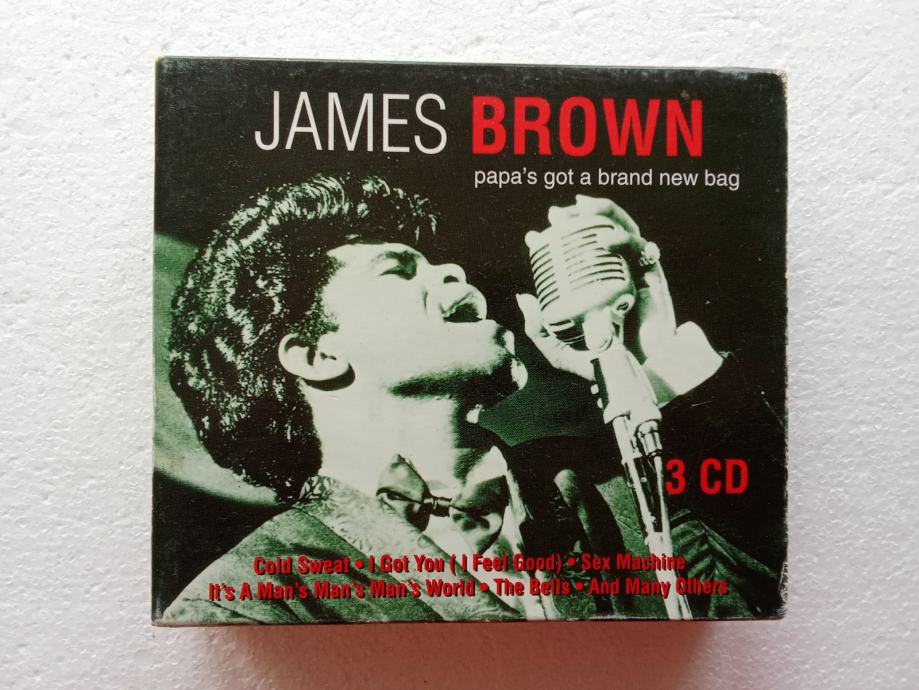 JAMES BROWN
papa's got a brand new bag
3 CD
Cold Sweat • I Got You ( I Feel Good) • Sex Machine
It's A Man's Man's Man's World • The Bells • And Many Others